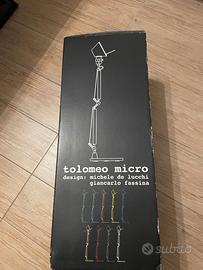 tolomeo micro
design: michele de lucchi
giancarlo fassina
subito